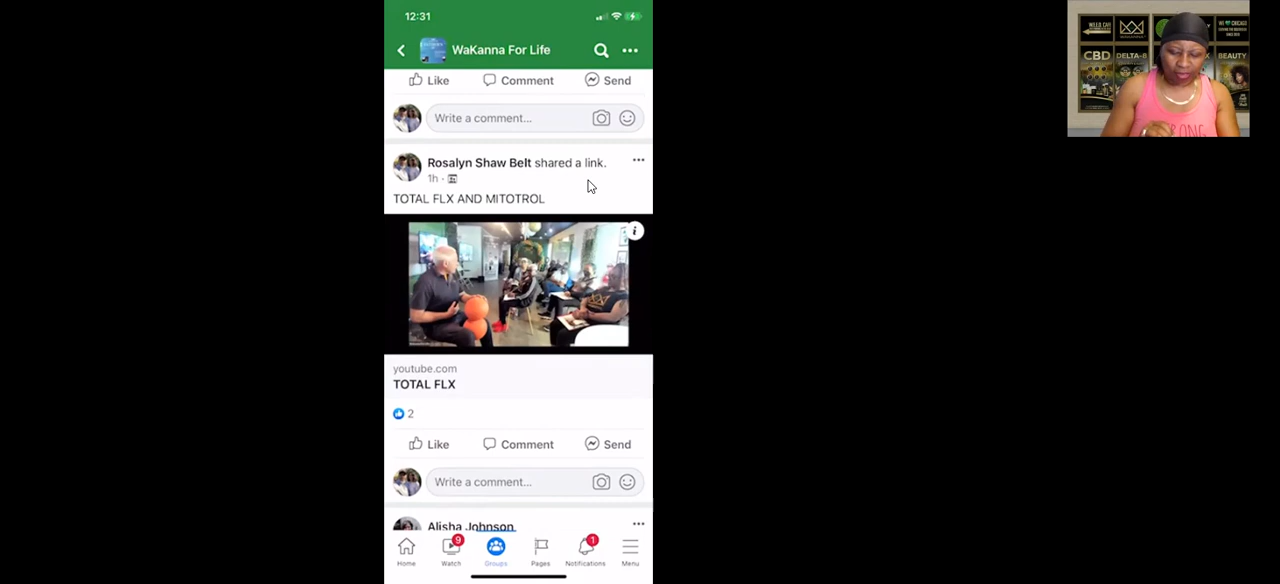 12:31
WaKanna For Life
Like Comment Send
Write a comment...
Rosalyn Shaw Belt shared a link.
1h
TOTAL FLX AND MITOTROL
i
youtube.com
TOTAL FLX
2
Like Comment Send
Write a comment...
Alisha Johnson
9
1
Home Watch Groups Pages Notifications Menu
CBD
DELTA-8
BEAUTY